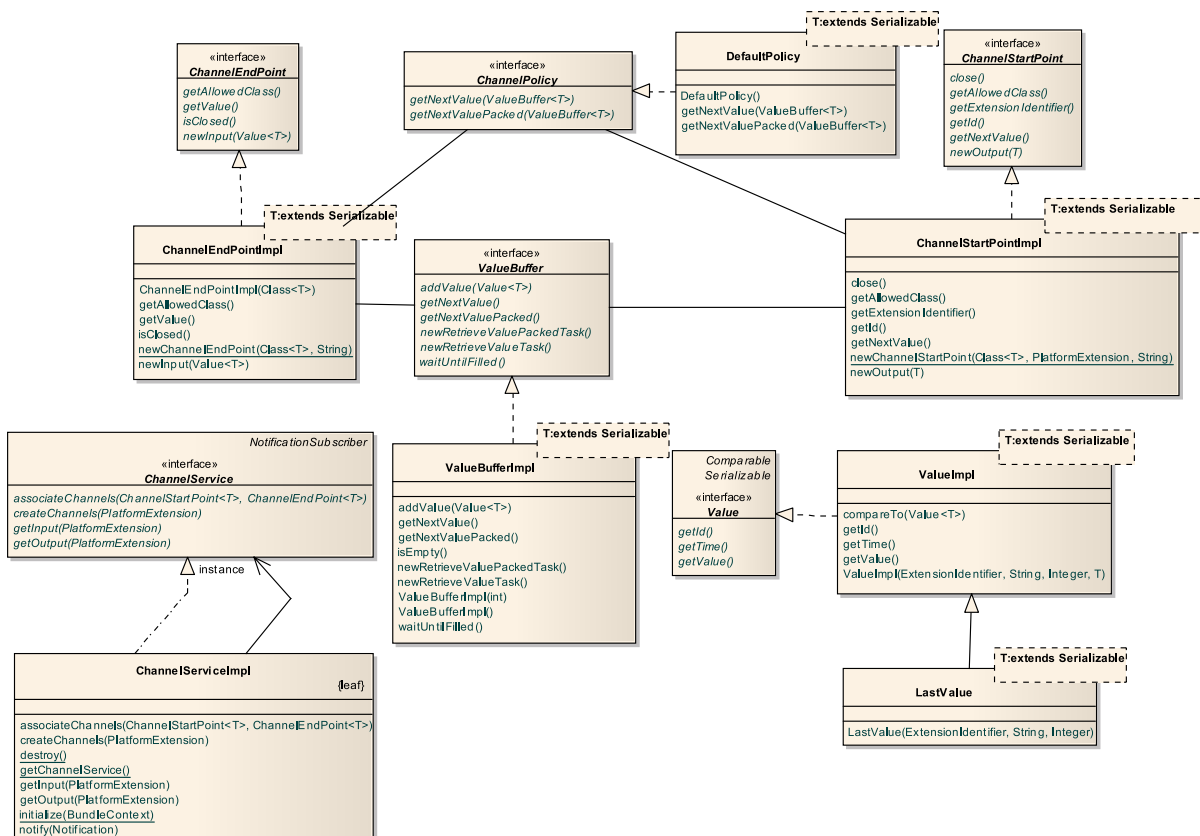 «interface»
ChannelEndPoint
getAllowedClass()
getValue()
isClosed()
newInput(Value<T>)
«interface»
ChannelPolicy
getNextValue(ValueBuffer<T>)
getNextValuePacked(ValueBuffer<T>)
T:extends Serializable
DefaultPolicy
DefaultPolicy()
getNextValue(ValueBuffer<T>)
getNextValuePacked(ValueBuffer<T>)
«interface»
ChannelStartPoint
close()
getAllowedClass()
getExtensionIdentifier()
getId()
getNextValue()
newOutput(T)
T:extends Serializable
ChannelEndPointImpl
ChannelEndPointImpl(Class<T>)
getAllowedClass()
getValue()
isClosed()
newChannelEndPoint(Class<T>, String)
newInput(Value<T>)
«interface»
ValueBuffer
addValue(Value<T>)
getNextValue()
getNextValuePacked()
newRetrieveValuePackedTask()
newRetrieveValueTask()
waitUntilFilled()
T:extends Serializable
ChannelStartPointImpl
close()
getAllowedClass()
getExtensionIdentifier()
getId()
getNextValue()
newChannelStartPoint(Class<T>, PlatformExtension, String)
newOutput(T)
NotificationSubscriber
«interface»
ChannelService
associateChannels(ChannelStartPoint<T>, ChannelEndPoint<T>)
createChannels(PlatformExtension)
getInput(PlatformExtension)
getOutput(PlatformExtension)
instance
T:extends Serializable
ValueBufferImpl
addValue(Value<T>)
getNextValue()
getNextValuePacked()
isEmpty()
newRetrieveValuePackedTask()
newRetrieveValueTask()
ValueBufferImpl(int)
ValueBufferImpl()
waitUntilFilled()
Comparable
Serializable
«interface»
Value
getId()
getTime()
getValue()
T:extends Serializable
ValueImpl
compareTo(Value<T>)
getId()
getTime()
getValue()
ValueImpl(ExtensionIdentifier, String, Integer, T)
ChannelServiceImpl
{leaf}
associateChannels(ChannelStartPoint<T>, ChannelEndPoint<T>)
createChannels(PlatformExtension)
destroy()
getChannelService()
getInput(PlatformExtension)
getOutput(PlatformExtension)
initialize(BundleContext)
notify(Notification)
T:extends Serializable
LastValue
LastValue(ExtensionIdentifier, String, Integer)